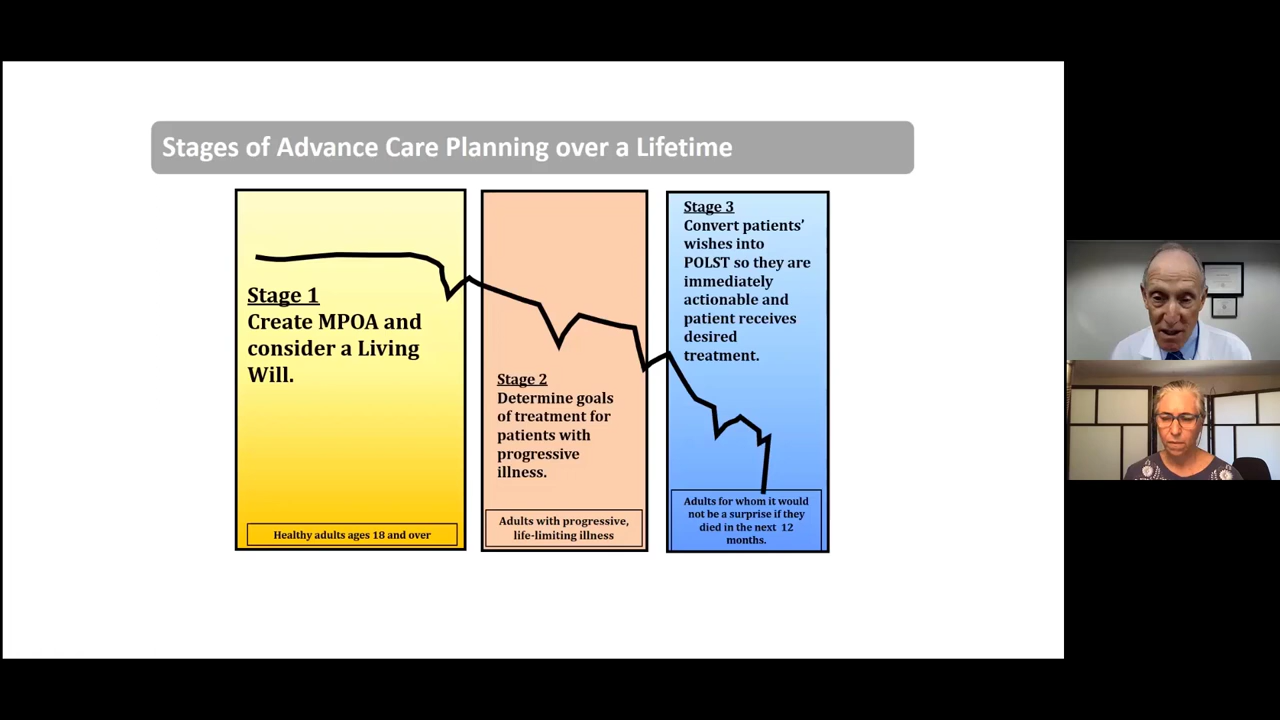 Stages of Advance Care Planning over a Lifetime
Stage 1
Create MPOA and
consider a Living
Will.
Healthy adults ages 18 and over
Stage 2
Determine goals
of treatment for
patients with
progressive
illness.
Adults with progressive,
life-limiting illness
Stage 3
Convert patients’
wishes into
POLST so they are
immediately
actionable and
patient receives
desired
treatment.
Adults for whom it would
not be a surprise if they
died in the next 12
months.